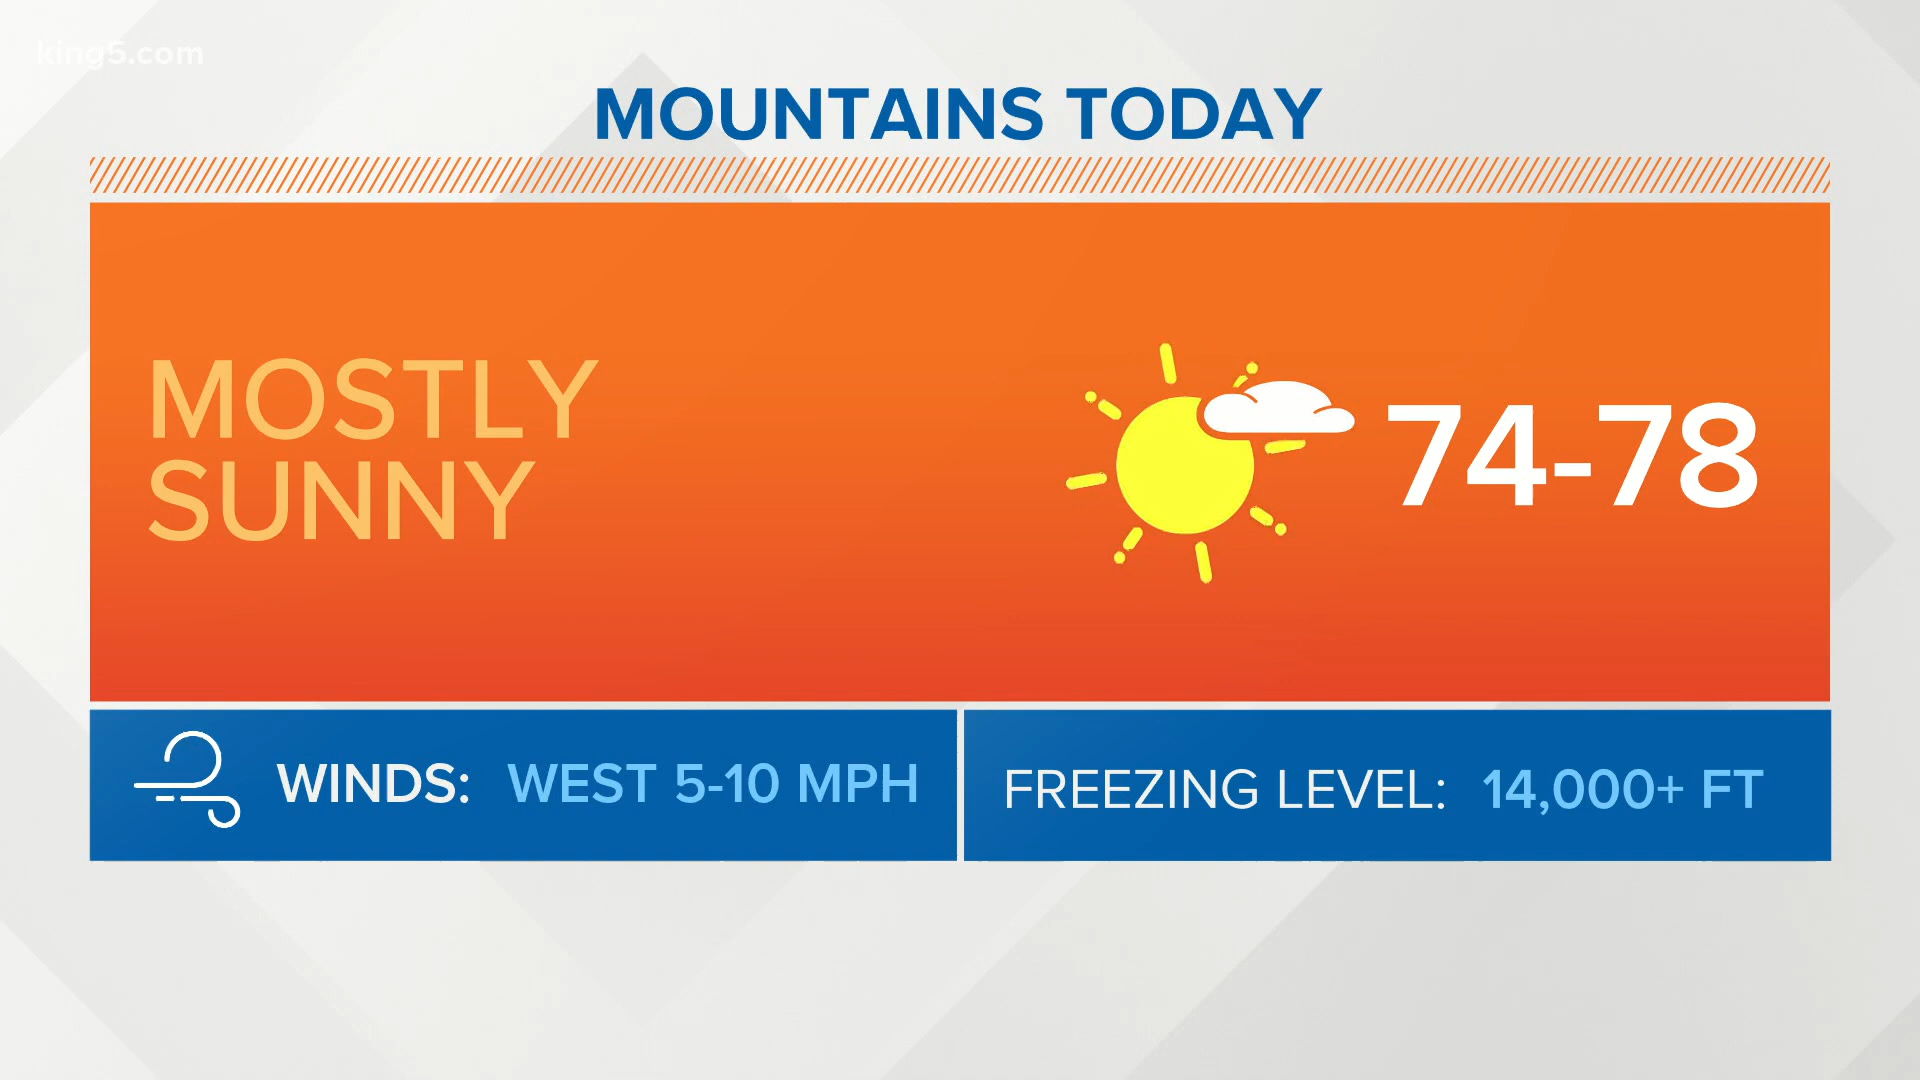 king5.com
MOUNTAINS TODAY
MOSTLY
SUNNY
74-78
WINDS: WEST 5-10 MPH
FREEZING LEVEL: 14,000+ FT